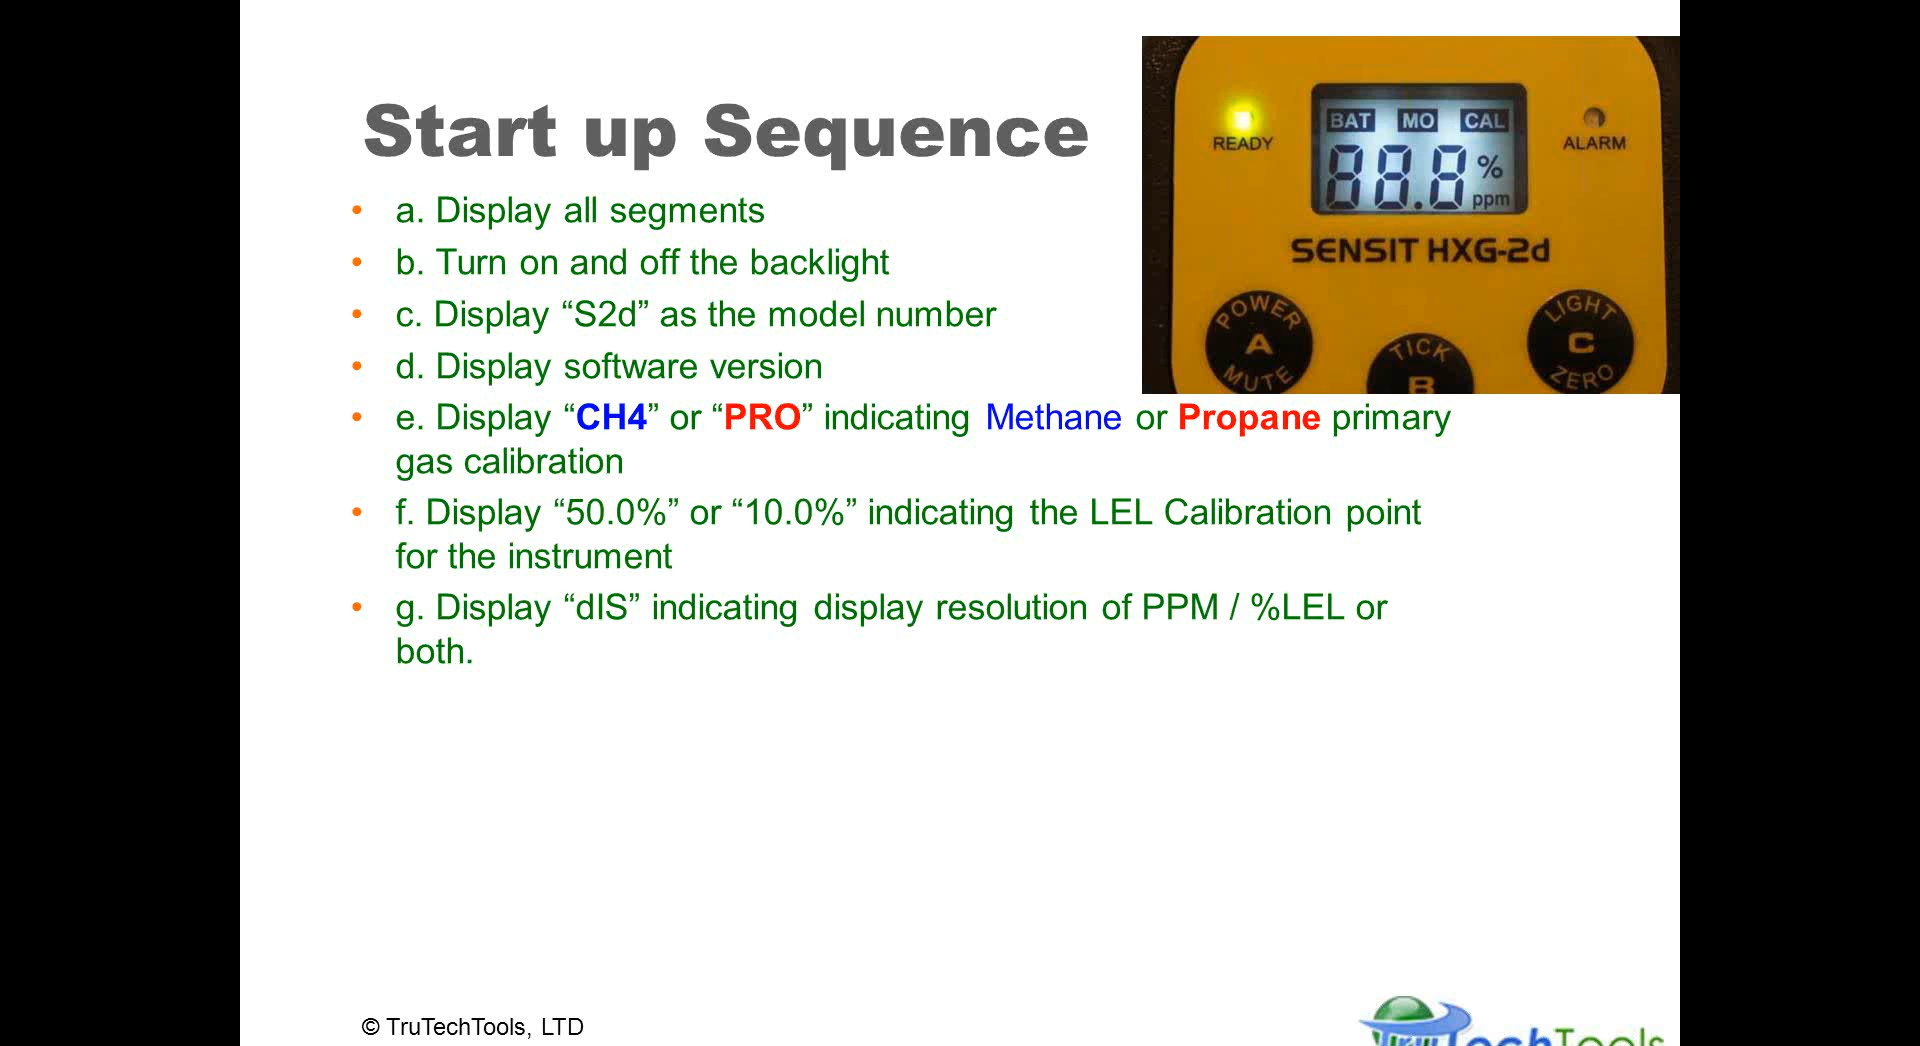 Start up Sequence
• a. Display all segments
• b. Turn on and off the backlight
• c. Display “S2d” as the model number
• d. Display software version
• e. Display “CH4” or “PRO” indicating Methane or Propane primary
gas calibration
• f. Display “50.0%” or “10.0%” indicating the LEL Calibration point
for the instrument
• g. Display “dIS” indicating display resolution of PPM / %LEL or
both.
BAT MO CAL
READY
ALARM
88.8 %
ppm
SENSIT HXG-2d
POWER
A
MUTE
TICK
B
LIGHT
C
ZERO
© TruTechTools, LTD
TruTechTools